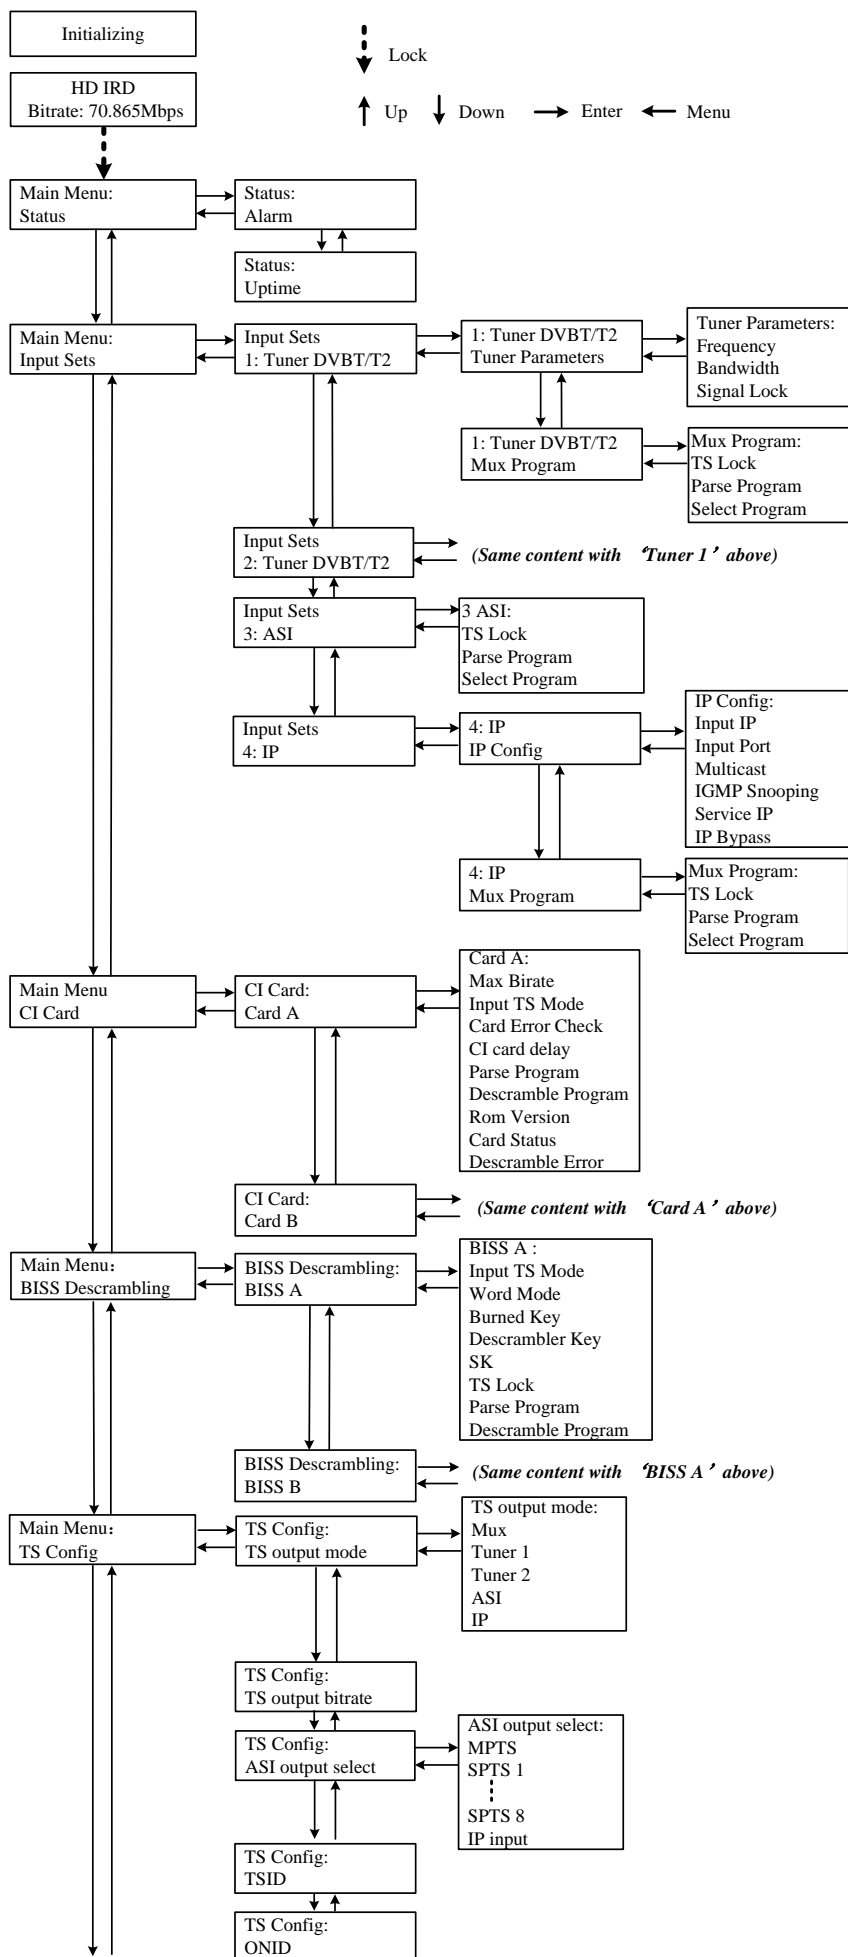 Initializing
Lock
HD IRD
Bitrate: 70.865Mbps
Up
Down
Enter
Menu
Main Menu:
Status
Status:
Alarm
Status:
Uptime
Main Menu:
Input Sets
Input Sets
1: Tuner DVBT/T2
1: Tuner DVBT/T2
Tuner Parameters
Tuner Parameters:
Frequency
Bandwidth
Signal Lock
1: Tuner DVBT/T2
Mux Program
Mux Program:
TS Lock
Parse Program
Select Program
Input Sets
2: Tuner DVBT/T2
(Same content with ‘Tuner 1’ above)
Input Sets
3: ASI
3 ASI:
TS Lock
Parse Program
Select Program
Input Sets
4: IP
4: IP
IP Config
IP Config:
Input IP
Input Port
Multicast
IGMP Snooping
Service IP
IP Bypass
4: IP
Mux Program
Mux Program:
TS Lock
Parse Program
Select Program
Main Menu
CI Card
CI Card:
Card A
Card A:
Max Birate
Input TS Mode
Card Error Check
CI card delay
Parse Program
Descramble Program
Rom Version
Card Status
Descramble Error
CI Card:
Card B
(Same content with ‘Card A’ above)
Main Menu：
BISS Descrambling
BISS Descrambling:
BISS A
BISS A :
Input TS Mode
Word Mode
Burned Key
Descrambler Key
SK
TS Lock
Parse Program
Descramble Program
BISS Descrambling:
BISS B
(Same content with ‘BISS A’ above)
Main Menu：
TS Config
TS Config:
TS output mode
TS output mode:
Mux
Tuner 1
Tuner 2
ASI
IP
TS Config:
TS output bitrate
TS Config:
ASI output select
ASI output select:
MPTS
SPTS 1
SPTS 8
IP input
TS Config:
TSID
TS Config:
ONID